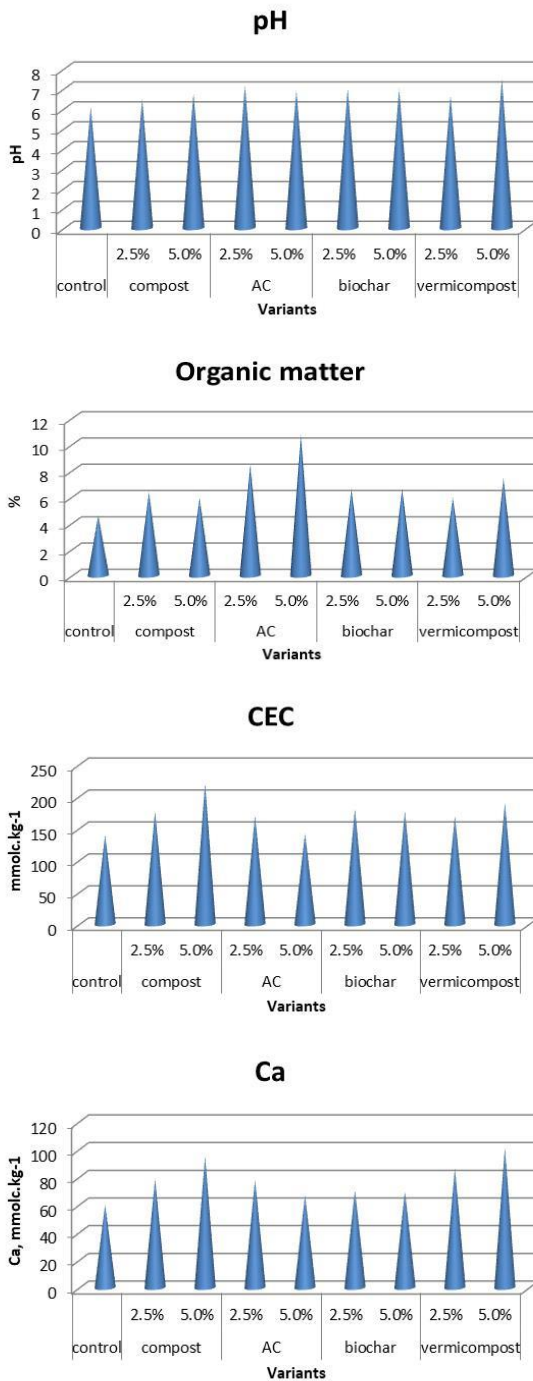 pH
8
7
6
5
4
3
2
1
0
pH
2.5% 5.0% 2.5% 5.0% 2.5% 5.0% 2.5% 5.0%
control compost AC biochar vermicompost
Variants
Organic matter
12
10
8
6
4
2
0
%
2.5% 5.0% 2.5% 5.0% 2.5% 5.0% 2.5% 5.0%
control compost AC biochar vermicompost
Variants
CEC
250
200
150
100
50
0
mmolc.kg-1
2.5% 5.0% 2.5% 5.0% 2.5% 5.0% 2.5% 5.0%
control compost AC biochar vermicompost
Variants
Ca
120
100
80
60
40
20
0
Ca, mmolc.kg-1
2.5% 5.0% 2.5% 5.0% 2.5% 5.0% 2.5% 5.0%
control compost AC biochar vermicompost
Variants